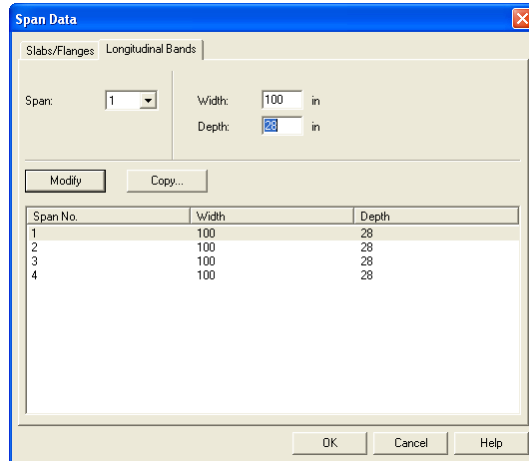 Span Data
Slabs/Flanges Longitudinal Bands
Span: 1 Width: 100 in
Depth: 28 in
Modify Copy...
Span No. Width Depth
1 100 28
2 100 28
3 100 28
4 100 28
OK Cancel Help